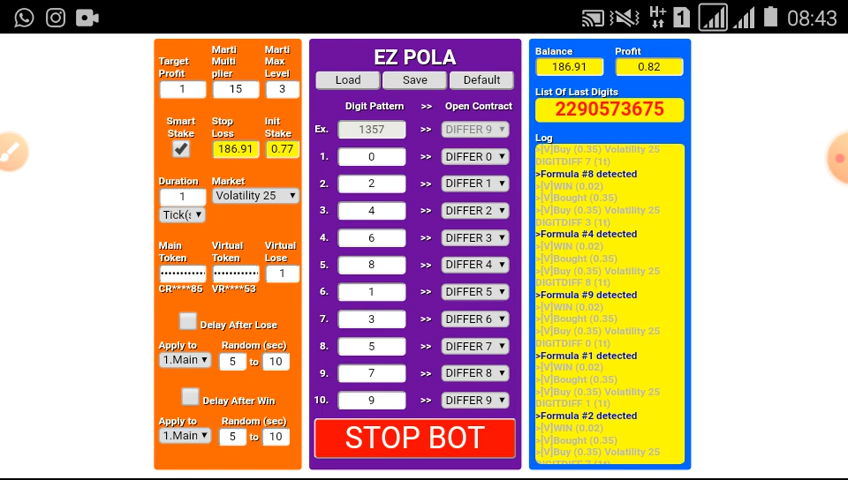 H+
1
08:43
Target
Profit
Marti
Multi
plier
Marti
Max
Level
1
15
3
Smart
Stake
Stop
Loss
Init
Stake
186.91
0.77
Duration
Market
1
Volatility 25
Tick(
Main
Token
Virtual
Token
Virtual
Lose
1
CR****85
VR****53
Delay After Lose
Apply to
Random (sec)
1.Main
5
to
10
Delay After Win
Apply to
Random (sec)
1.Main
5
to
10
EZ POLA
Load
Save
Default
Digit Pattern >> Open Contract
Ex. 1357 >> DIFFER 9
1. 0 >> DIFFER 0
2. 2 >> DIFFER 1
3. 4 >> DIFFER 2
4. 6 >> DIFFER 3
5. 8 >> DIFFER 4
6. 1 >> DIFFER 5
7. 3 >> DIFFER 6
8. 5 >> DIFFER 7
9. 7 >> DIFFER 8
10. 9 >> DIFFER 9
STOP BOT
Balance
Profit
186.91
0.82
List Of Last Digits
2290573675
Log
>[V]Buy (0.35) Volatility 25
DIGITDIFF 7 (1t)
>Formula #8 detected
>[V]WIN (0.02)
>[V]Bought (0.35)
>[V]Buy (0.35) Volatility 25
DIGITDIFF 3 (1t)
>Formula #4 detected
>[V]WIN (0.02)
>[V]Bought (0.35)
>[V]Buy (0.35) Volatility 25
DIGITDIFF 8 (1t)
>Formula #9 detected
>[V]WIN (0.02)
>[V]Bought (0.35)
>[V]Buy (0.35) Volatility 25
DIGITDIFF 0 (1t)
>Formula #1 detected
>[V]WIN (0.02)
>[V]Bought (0.35)
>[V]Buy (0.35) Volatility 25
DIGITDIFF 1 (1t)
>Formula #2 detected
>[V]WIN (0.02)
>[V]Bought (0.35)
>[V]Buy (0.35) Volatility 25